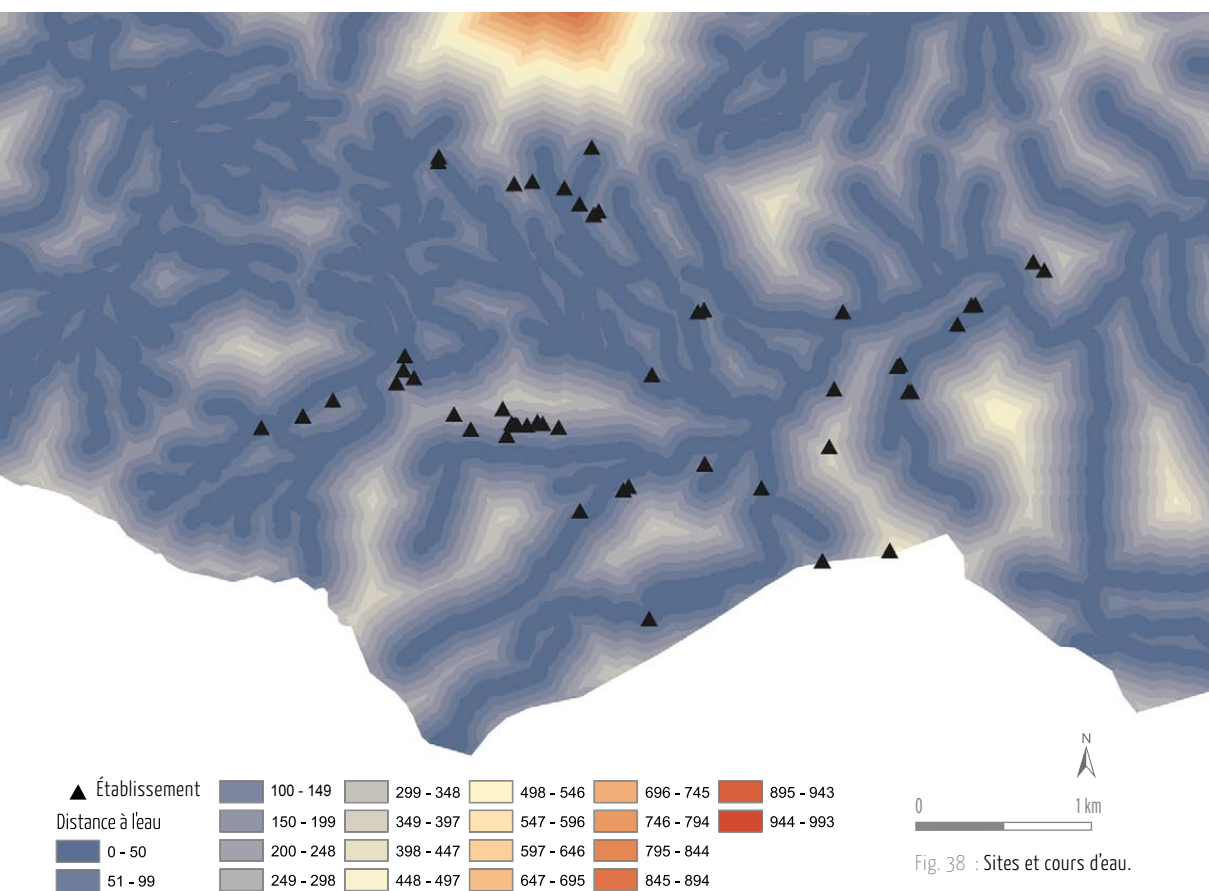 Établissement
Distance à l'eau
0 - 50
51 - 99
100 - 149
150 - 199
200 - 248
249 - 298
299 - 348
349 - 397
398 - 447
448 - 497
498 - 546
547 - 596
597 - 646
647 - 695
696 - 745
746 - 794
795 - 844
845 - 894
895 - 943
944 - 993
N
0 1 km
Fig. 38 : Sites et cours d'eau.